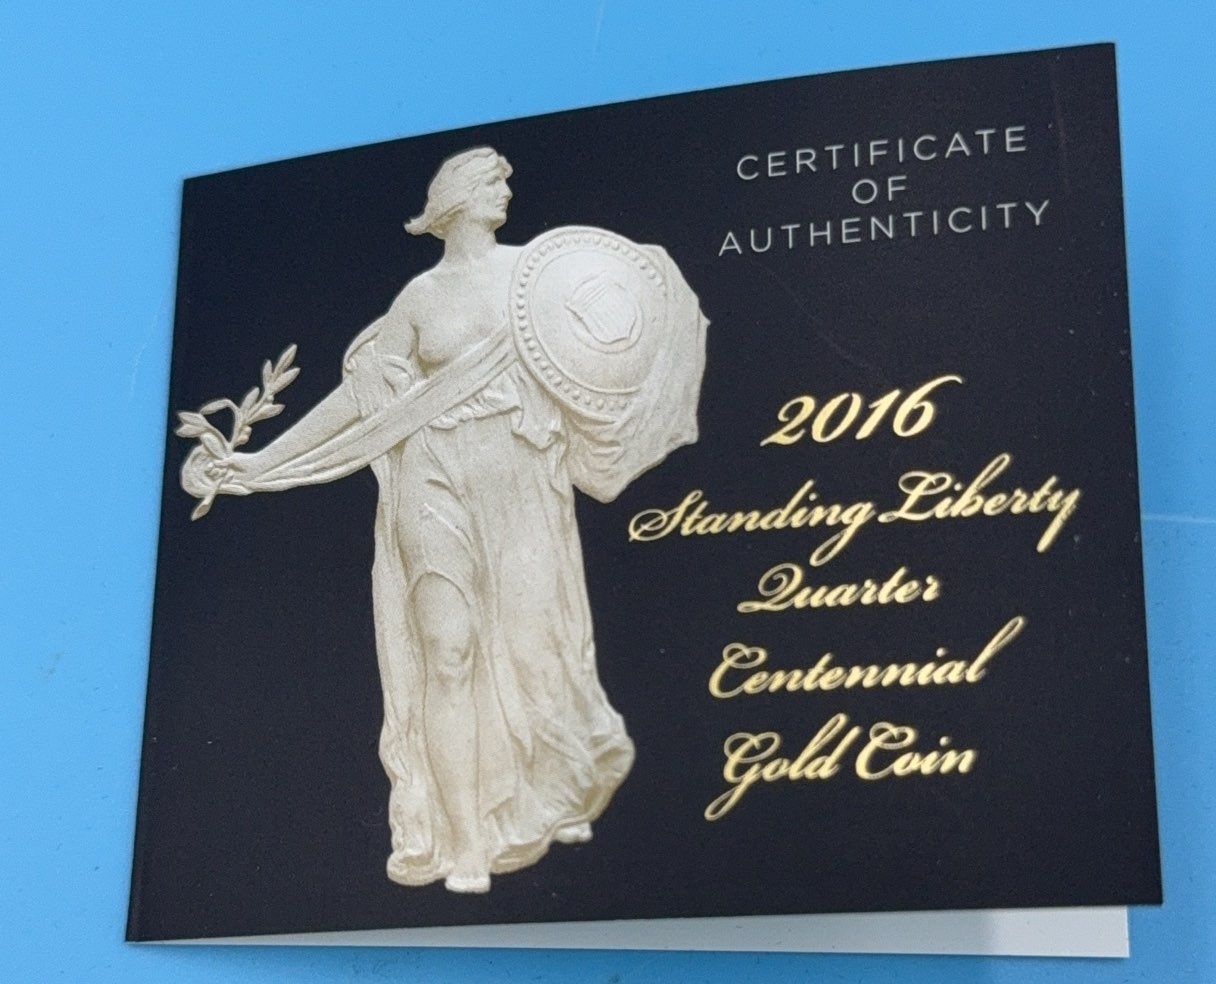 CERTIFICATE
OF
AUTHENTICITY
2016
Standing Liberty
Quarter
Centennial
Gold Coin